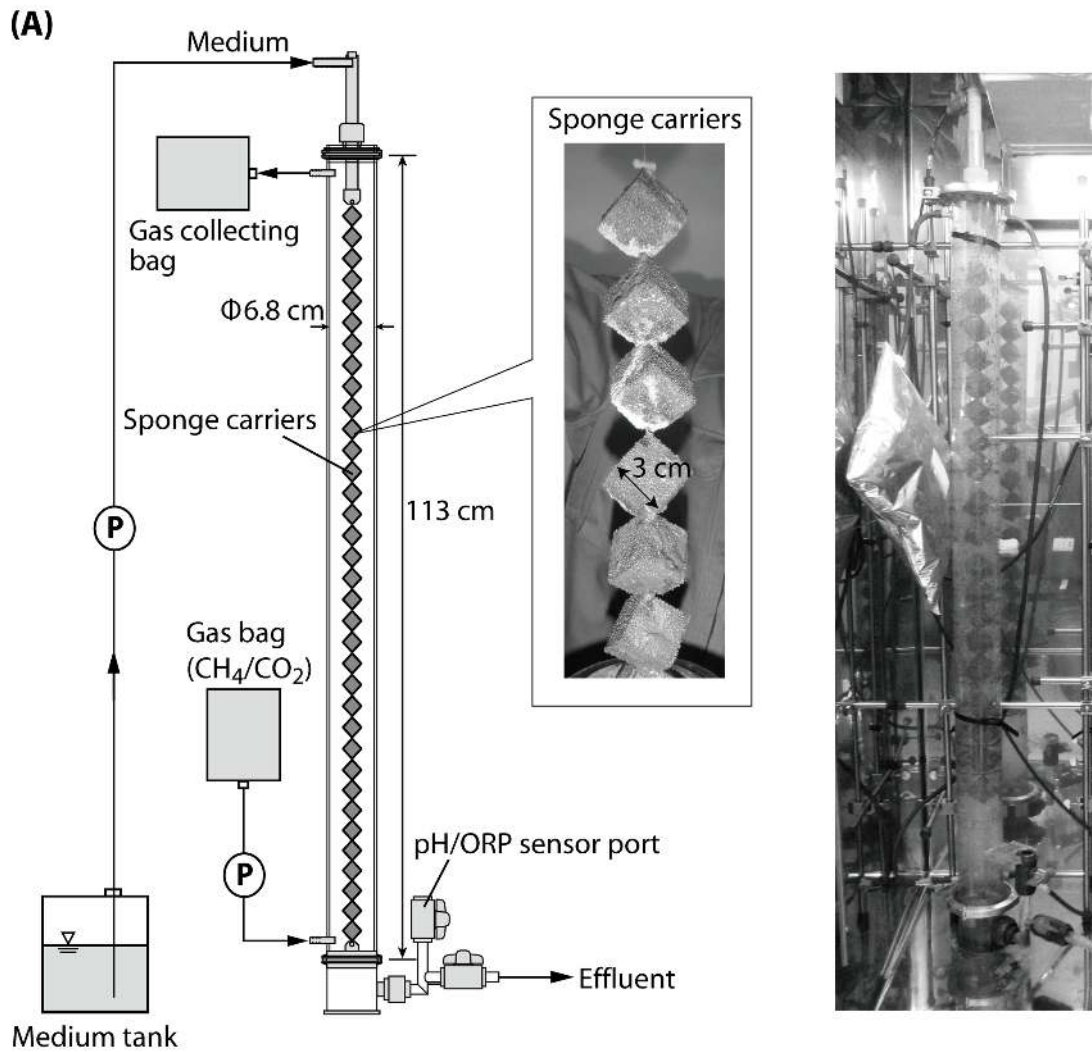 (A)
Medium
Sponge carriers
Gas collecting
bag
Φ6.8 cm
Sponge carriers
3 cm
113 cm
P
Gas bag
(CH₄/CO₂)
P
pH/ORP sensor port
Effluent
Medium tank